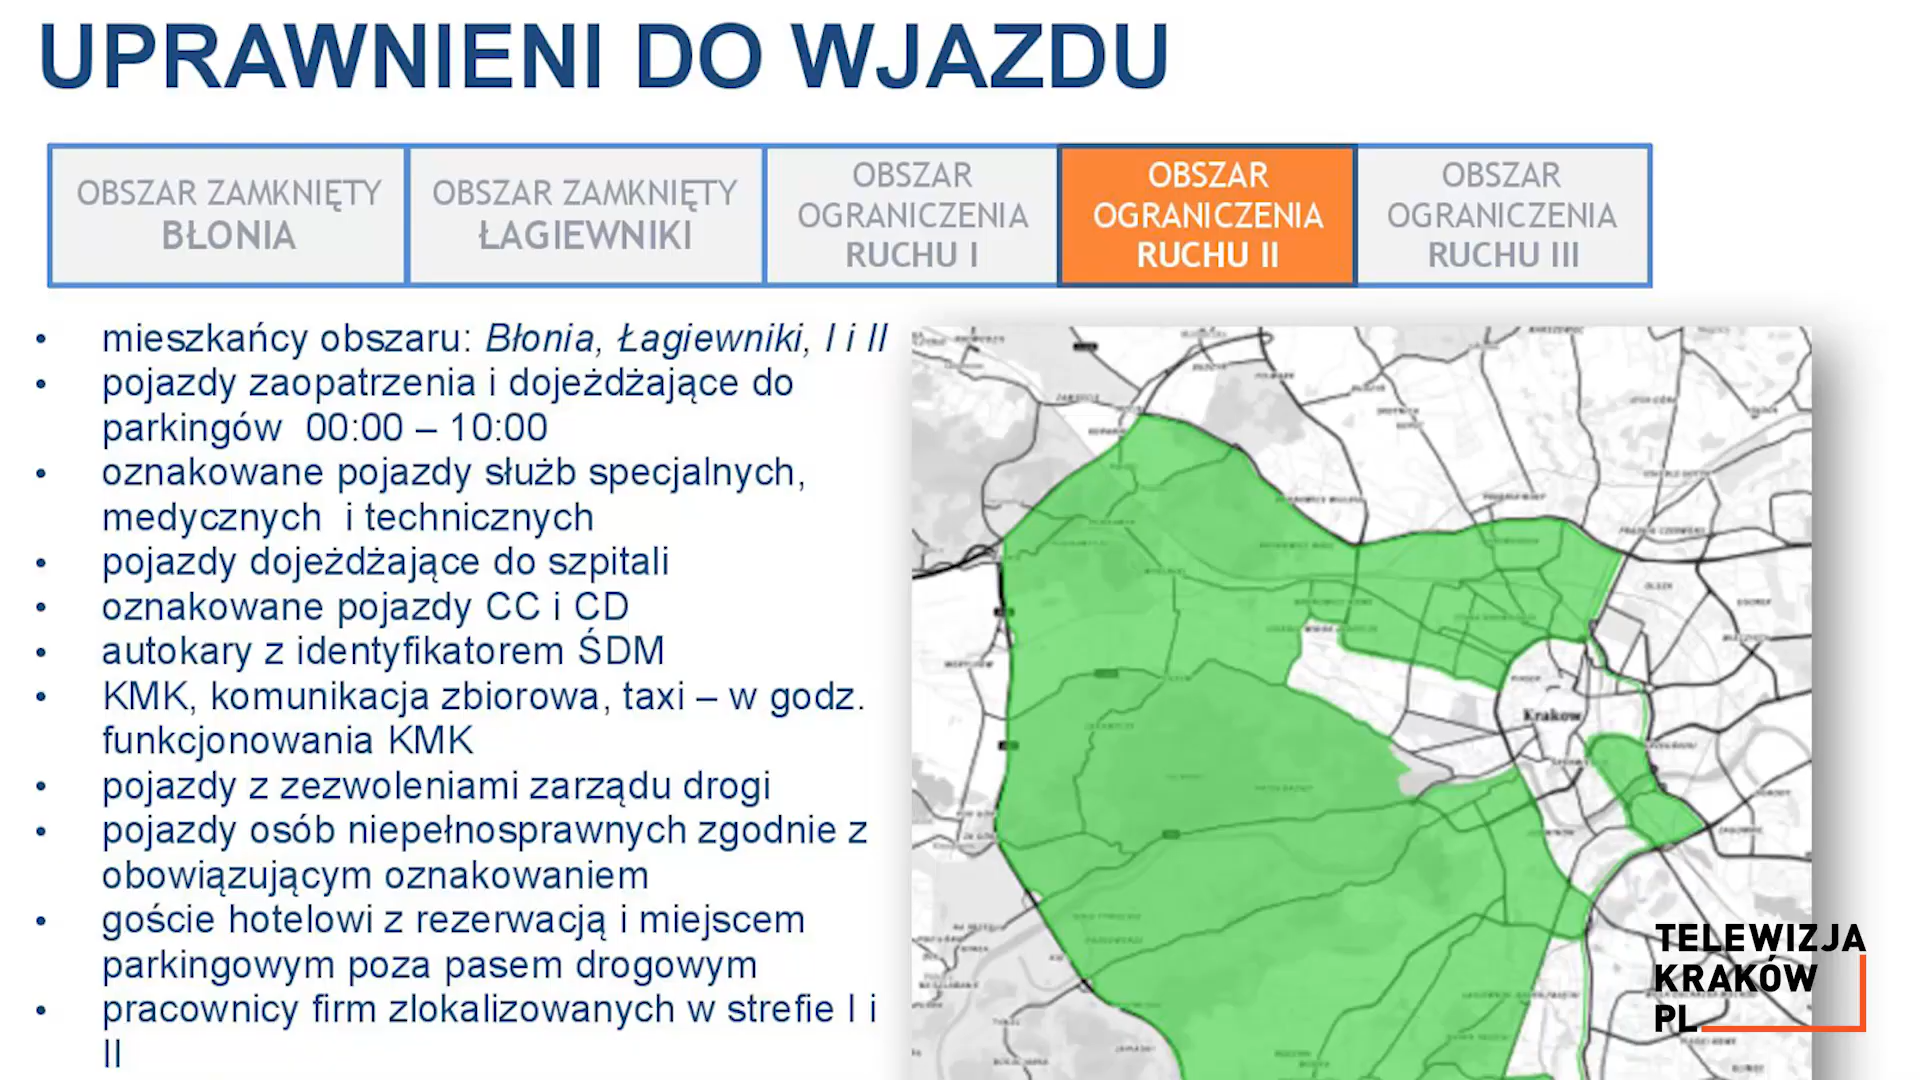 UPRAWNIENI DO WJAZDU
OBSZAR ZAMKNIĘTY
BŁONIA
OBSZAR ZAMKNIĘTY
ŁAGIEWNIKI
OBSZAR
OGRANICZENIA
RUCHU I
OBSZAR
OGRANICZENIA
RUCHU II
OBSZAR
OGRANICZENIA
RUCHU III
• mieszkańcy obszaru: Błonia, Łagiewniki, I i II
• pojazdy zaopatrzenia i dojeżdżające do
parkingów 00:00 – 10:00
• oznakowane pojazdy służb specjalnych,
medycznych i technicznych
• pojazdy dojeżdżające do szpitali
• oznakowane pojazdy CC i CD
• autokary z identyfikatorem ŚDM
• KMK, komunikacja zbiorowa, taxi – w godz.
funkcjonowania KMK
• pojazdy z zezwoleniami zarządu drogi
• pojazdy osób niepełnosprawnych zgodnie z
obowiązującym oznakowaniem
• goście hotelowi z rezerwacją i miejscem
parkingowym poza pasem drogowym
• pracownicy firm zlokalizowanych w strefie I i
II
Krakow
TELEWIZJA
KRAKÓW
PL